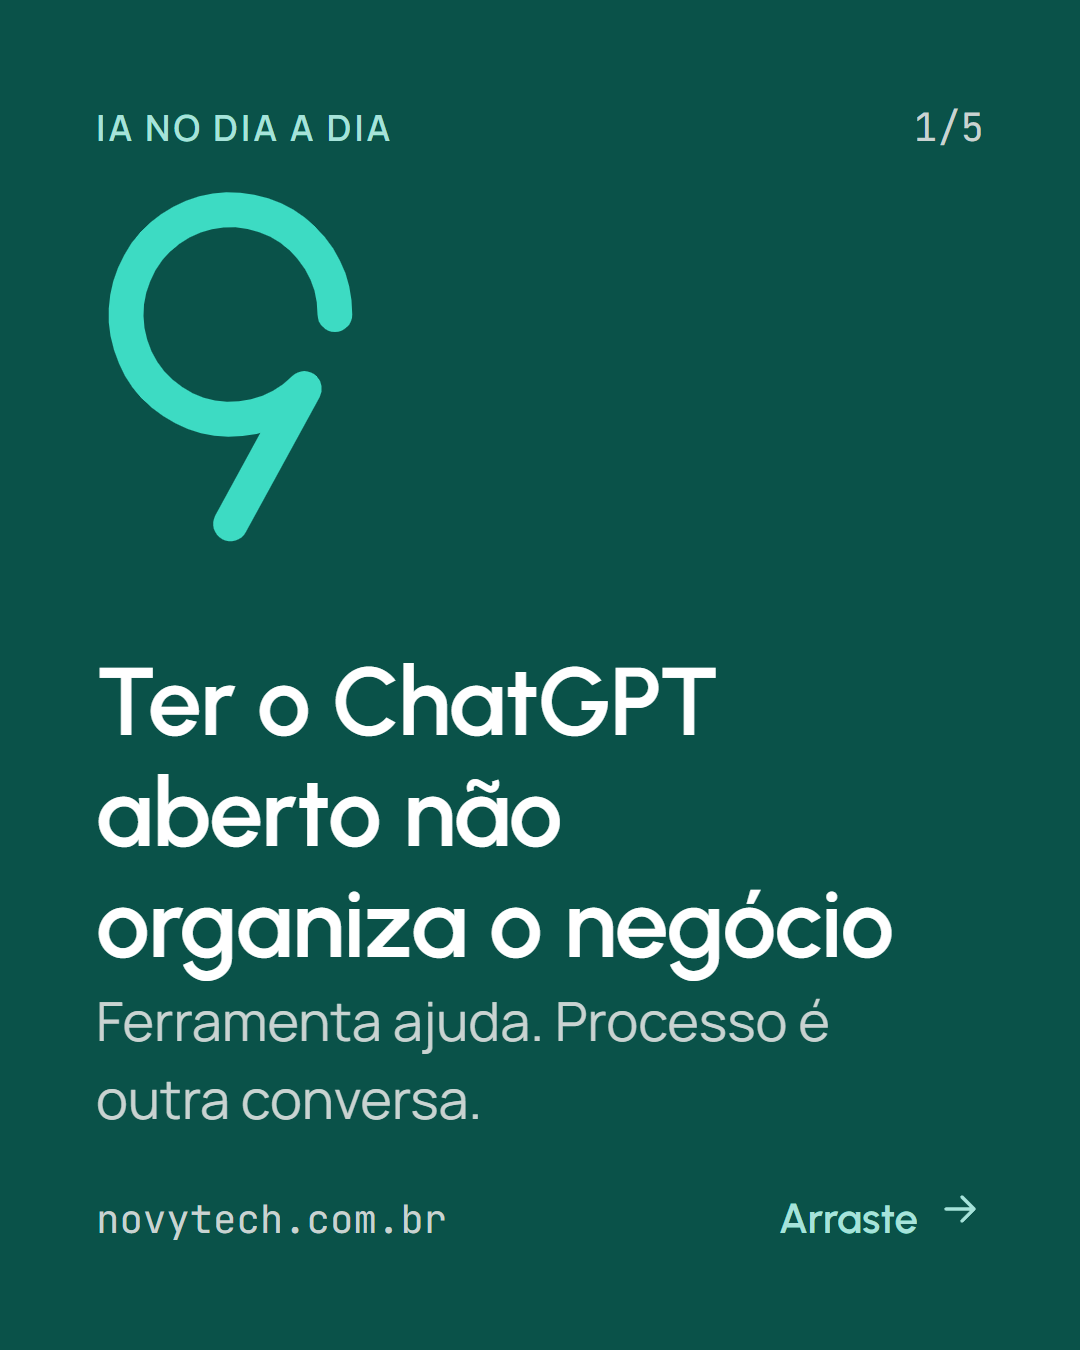 IA NO DIA A DIA
1/5
Ter o ChatGPT
aberto não
organiza o negócio
Ferramenta ajuda. Processo é
outra conversa.
novytech.com.br
Arraste →